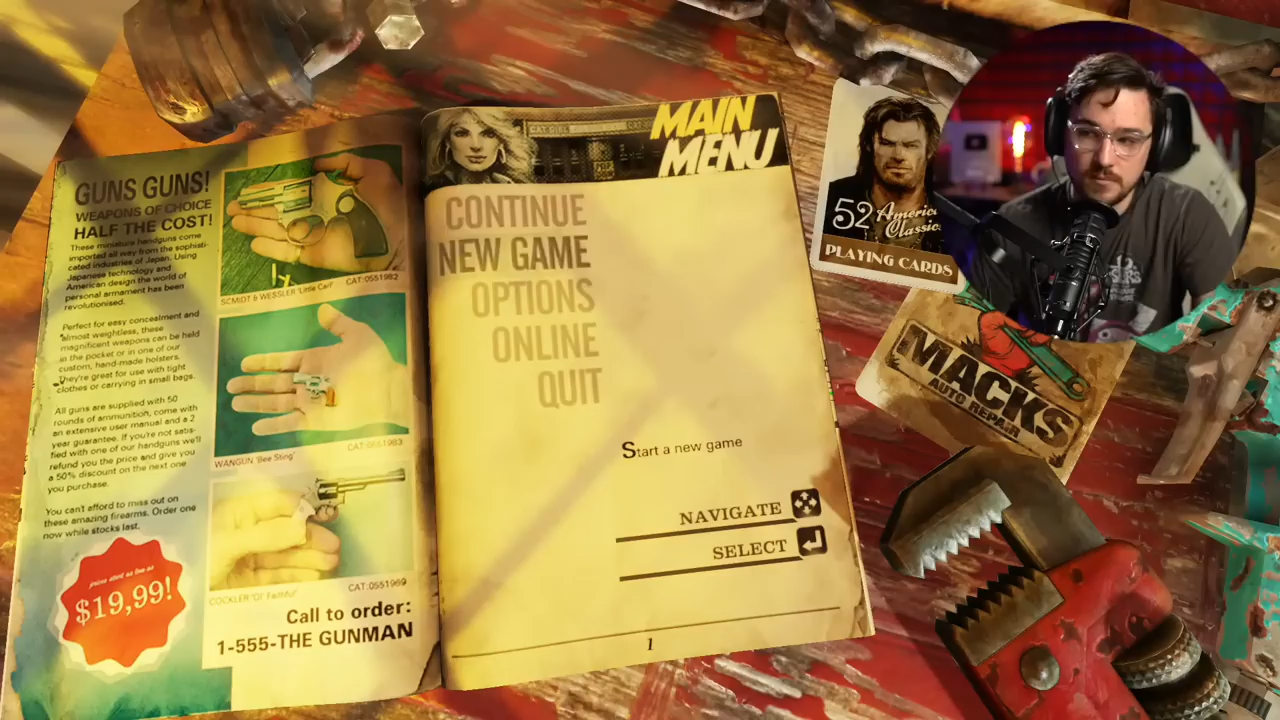 GUNS GUNS!
WEAPONS OF CHOICE
HALF THE COST!
These miniature handguns come
imported all way from the sophisti-
cated industries of Japan. Using
Japanese technology and
American design the world of
personal armament has been
revolutionised.
Perfect for easy concealment and
almost weightless, these
magnificent weapons can be held
in the pocket or in one of our
custom, hand-made holsters.
They're great for use with tight
clothes or carrying in small bags.
All guns are supplied with 50
rounds of ammunition, come with
an extensive user manual and a 2
year guarantee. If you're not satis-
fied with one of our handguns we'll
refund you the price and give you
a 50% discount on the next one
you purchase.
You can't afford to miss out on
these amazing firearms. Order one
now while stocks last.
$19,99!
SCMIDT & WESSLER 'Little Carl' CAT:0551982
WANGUN 'Bee Sting' CAT:0551983
COCKLER 'Ol' Faithful' CAT:0551989
Call to order:
1-555-THE GUNMAN
MAIN
MENU
CONTINUE
NEW GAME
OPTIONS
ONLINE
QUIT
Start a new game
NAVIGATE
SELECT
1
52 America
Classic
PLAYING CARDS
MACKS
AUTO REPAIR